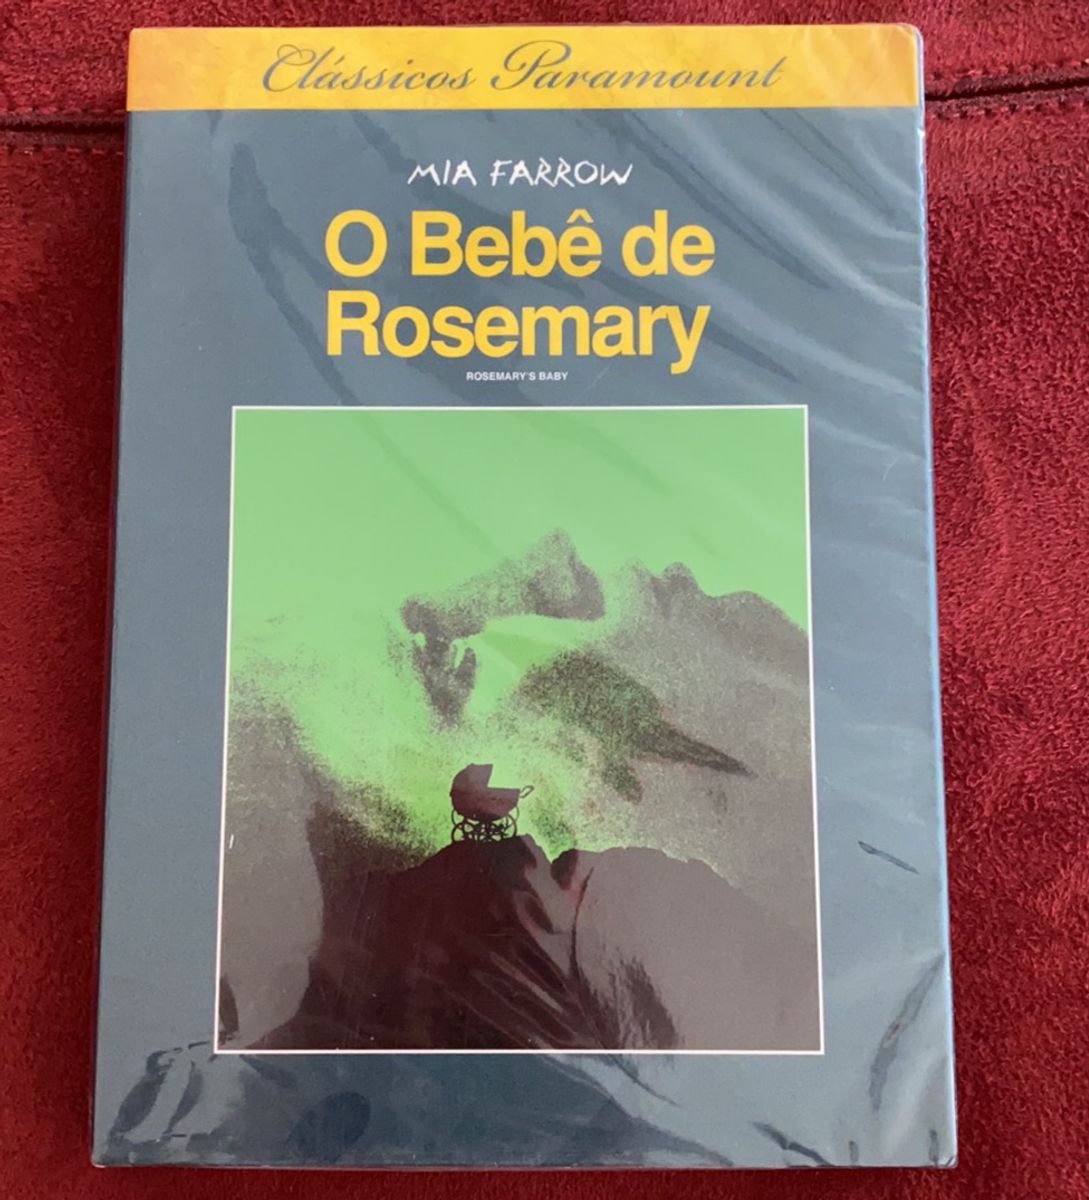 Clássicos Paramount
MIA FARROW
O Bebê de
Rosemary
ROSEMARY'S BABY